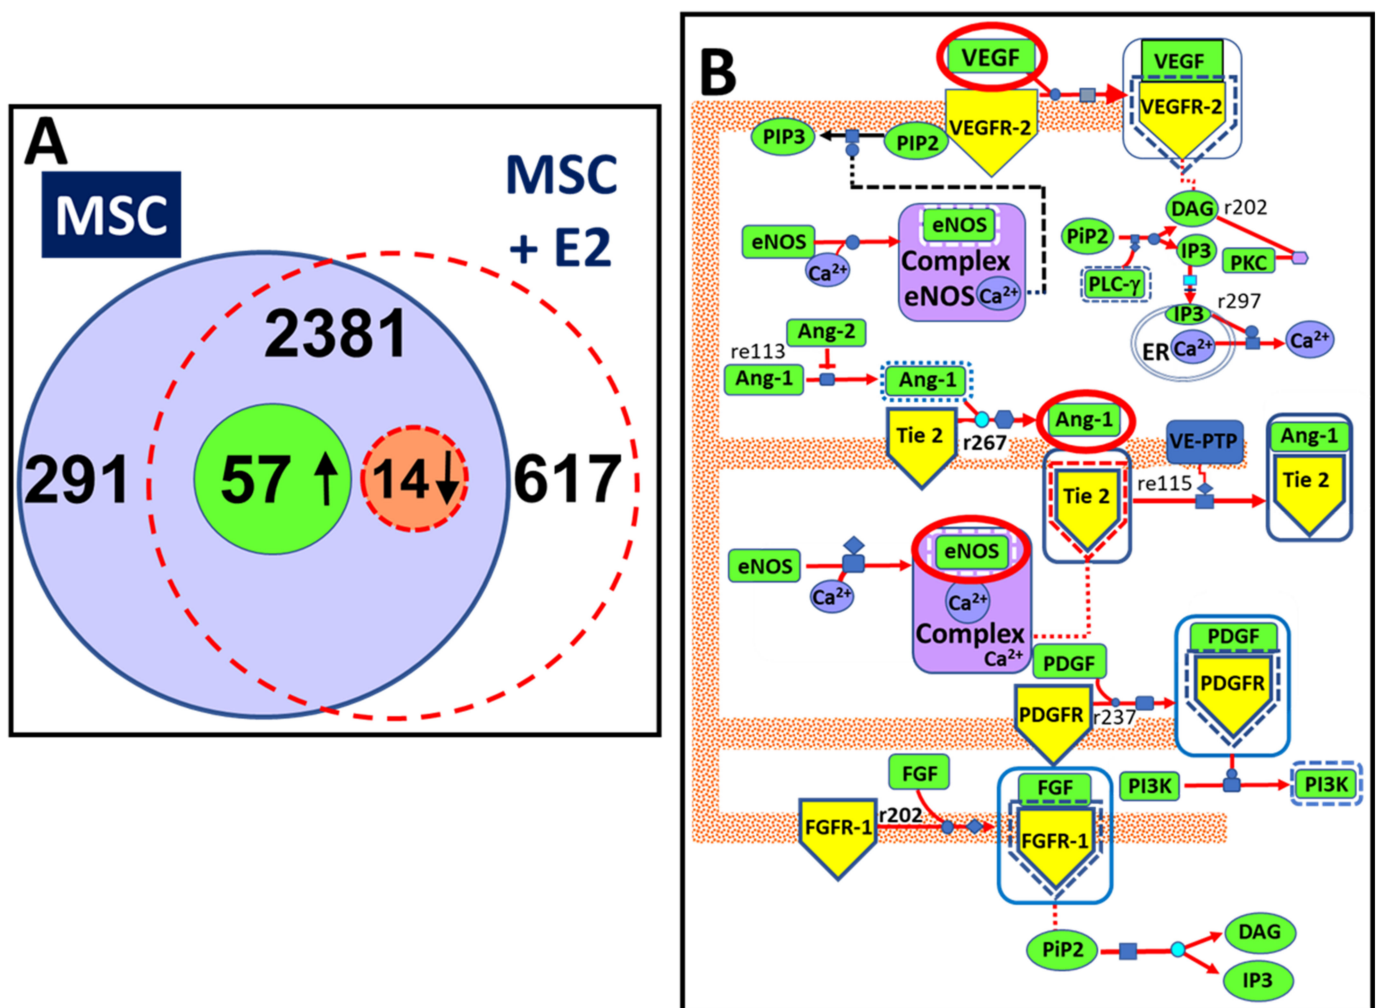 A
MSC
MSC
+ E2
2381
291
57
14
617
B
VEGF
VEGFR-2
VEGF
VEGFR-2
PIP3
PIP2
eNOS
Ca2+
eNOS
Complex
eNOS Ca2+
DAG
r202
PiP2
IP3
PKC
PLC-γ
IP3
r297
ER Ca2+
Ca2+
Ang-2
re113
Ang-1
Ang-1
Tie 2
r267
Ang-1
Tie 2
VE-PTP
re115
Ang-1
Tie 2
eNOS
Ca2+
eNOS
Ca2+
Complex
Ca2+
PDGF
PDGFR
r237
PDGF
PDGFR
PI3K
PI3K
FGF
FGFR-1
r202
FGF
FGFR-1
PiP2
DAG
IP3